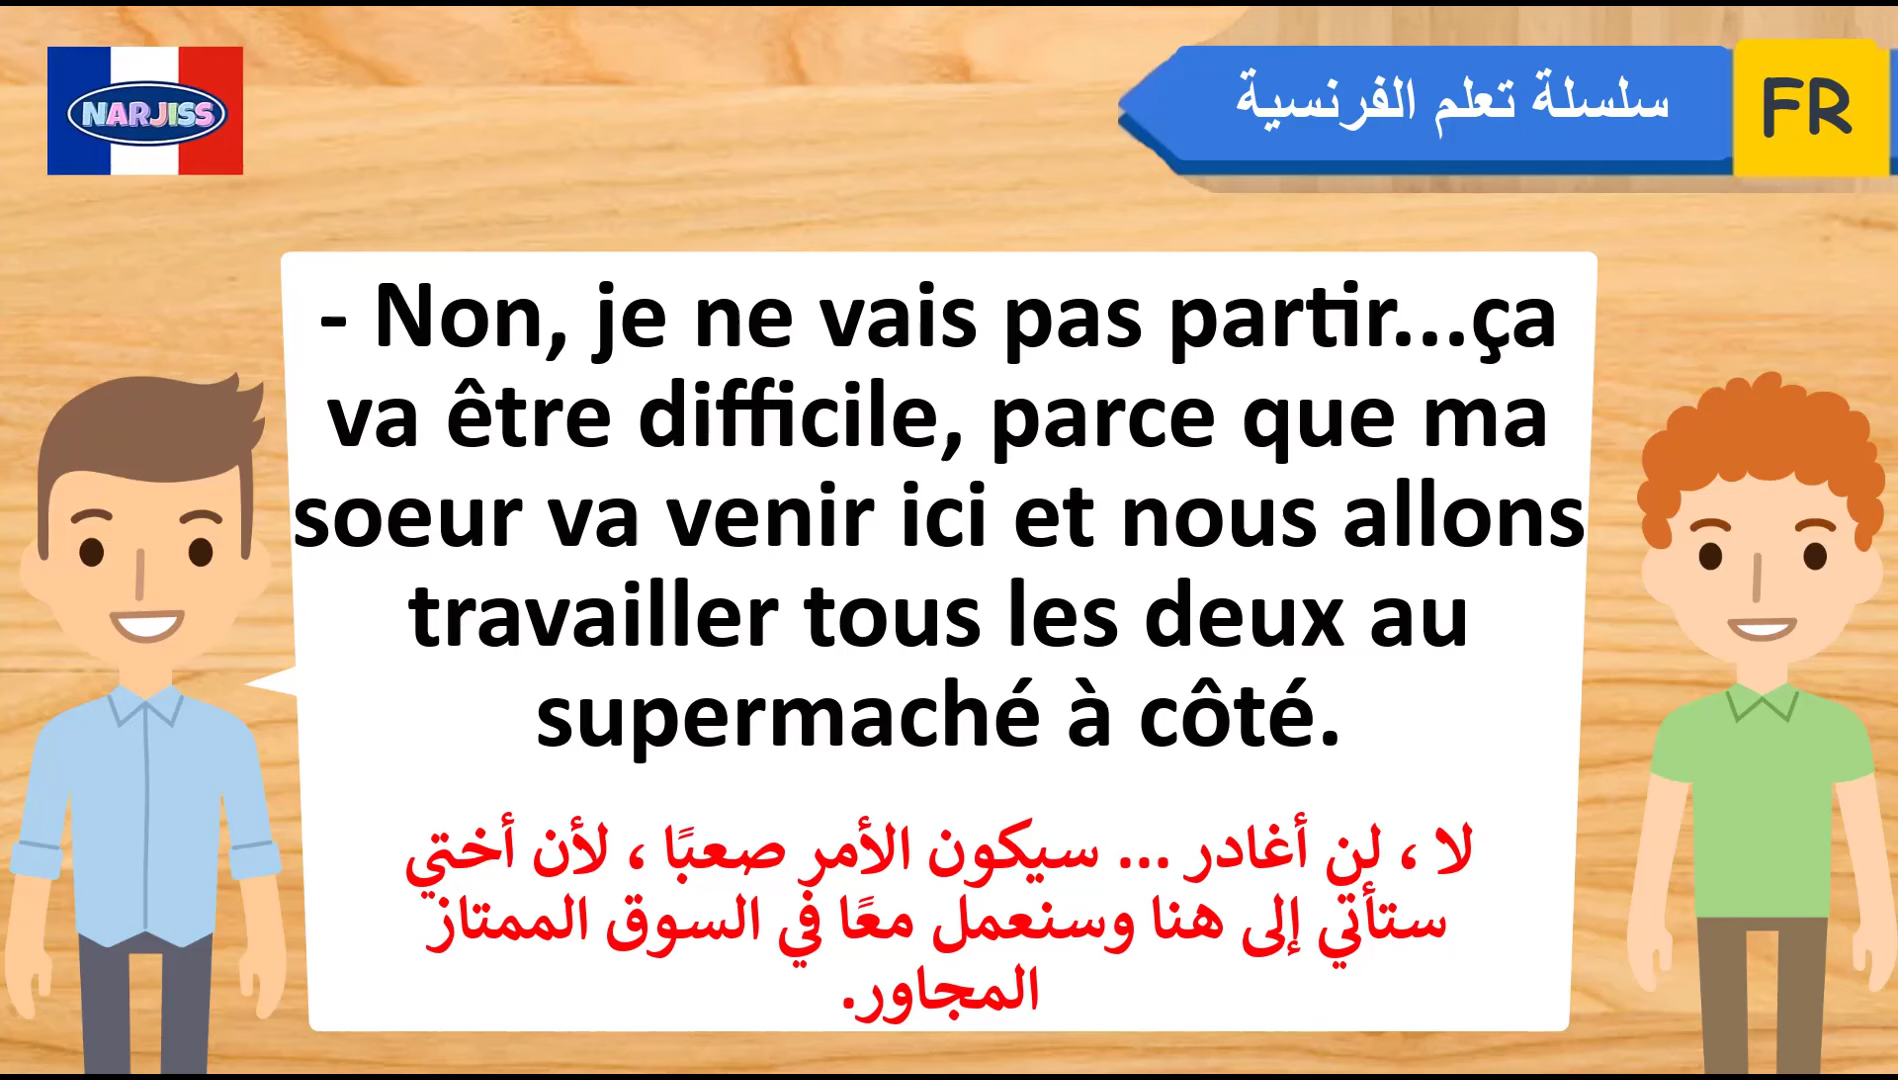 NARJISS
سلسلة تعلم الفرنسية
FR
- Non, je ne vais pas partir...ça
va être difficile, parce que ma
soeur va venir ici et nous allons
travailler tous les deux au
supermaché à côté.
لا ، لن أغادر ... سيكون الأمر صعبًا ، لأن أختي
ستأتي إلى هنا وسنعمل معًا في السوق الممتاز
المجاور.